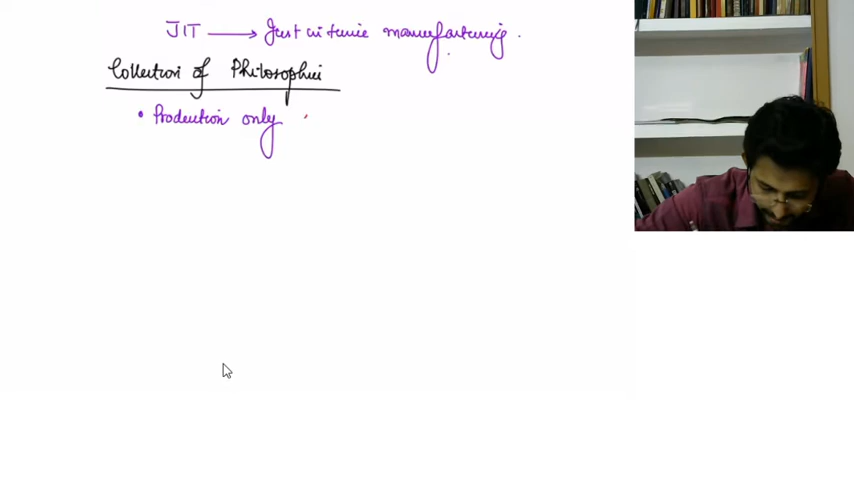 JIT → Just in time manufacturing.
Collection of Philosophies
• Production only